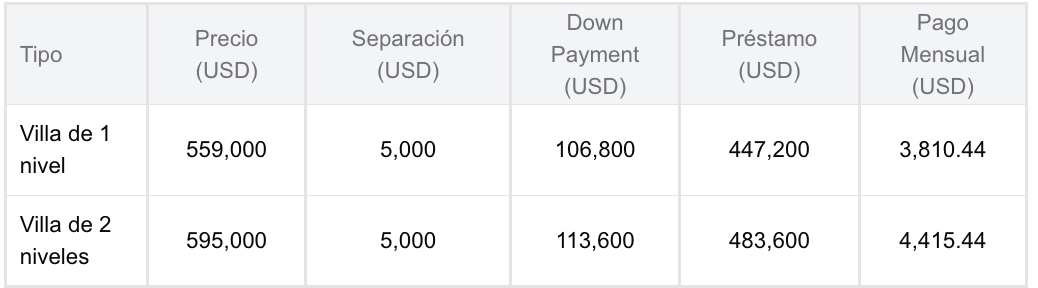 Tipo
Precio
(USD)
Separación
(USD)
Down
Payment
(USD)
Préstamo
(USD)
Pago
Mensual
(USD)
Villa de 1
nivel
559,000
5,000
106,800
447,200
3,810.44
Villa de 2
niveles
595,000
5,000
113,600
483,600
4,415.44